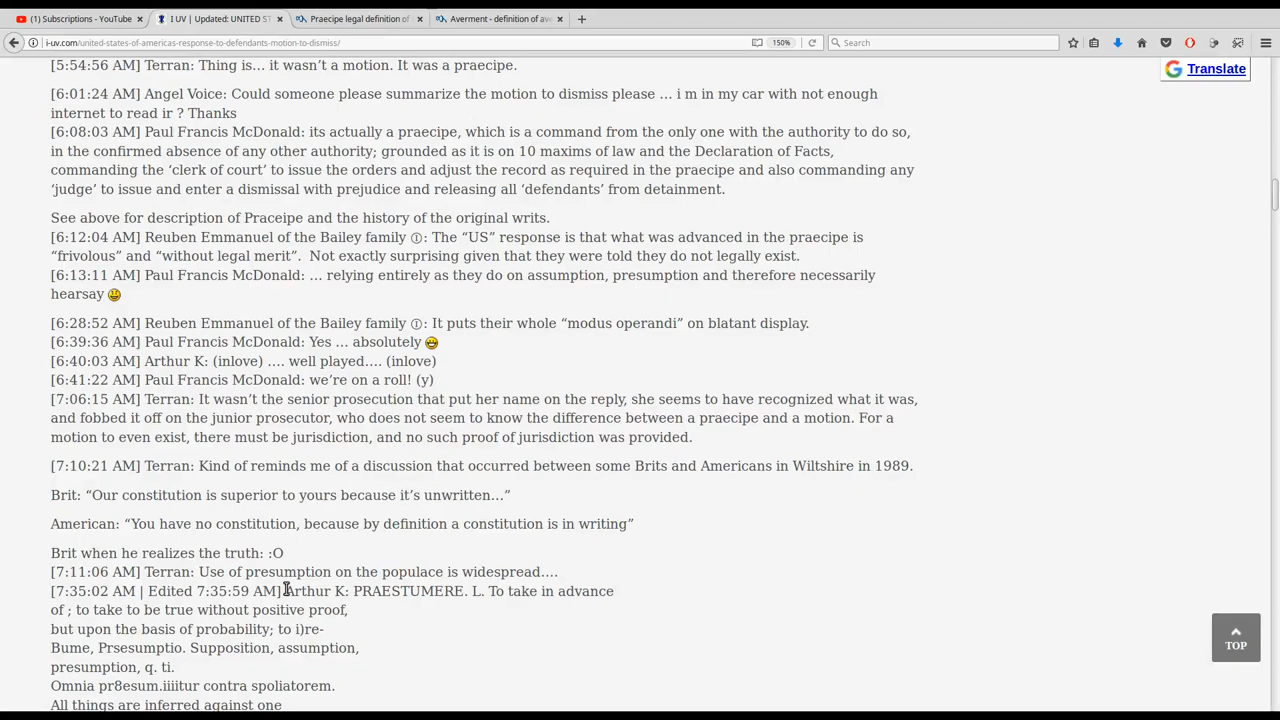 (1) Subscriptions - YouTube
I UV | Updated: UNITED ST
Praecipe legal definition of
Averment - definition of ave
i-uv.com/united-states-of-americas-response-to-defendants-motion-to-dismiss/
150%
Search
Translate
[5:54:56 AM] Terran: Thing is… it wasn’t a motion. It was a praecipe.
[6:01:24 AM] Angel Voice: Could someone please summarize the motion to dismiss please … i m in my car with not enough
internet to read ir ? Thanks
[6:08:03 AM] Paul Francis McDonald: its actually a praecipe, which is a command from the only one with the authority to do so,
in the confirmed absence of any other authority; grounded as it is on 10 maxims of law and the Declaration of Facts,
commanding the ‘clerk of court’ to issue the orders and adjust the record as required in the praecipe and also commanding any
‘judge’ to issue and enter a dismissal with prejudice and releasing all ‘defendants’ from detainment.
See above for description of Praceipe and the history of the original writs.
[6:12:04 AM] Reuben Emmanuel of the Bailey family Ⓘ: The “US” response is that what was advanced in the praecipe is
“frivolous” and “without legal merit”.  Not exactly surprising given that they were told they do not legally exist.
[6:13:11 AM] Paul Francis McDonald: … relying entirely as they do on assumption, presumption and therefore necessarily
hearsay
[6:28:52 AM] Reuben Emmanuel of the Bailey family Ⓘ: It puts their whole “modus operandi” on blatant display.
[6:39:36 AM] Paul Francis McDonald: Yes … absolutely
[6:40:03 AM] Arthur K: (inlove) …. well played…. (inlove)
[6:41:22 AM] Paul Francis McDonald: we’re on a roll! (y)
[7:06:15 AM] Terran: It wasn’t the senior prosecution that put her name on the reply, she seems to have recognized what it was,
and fobbed it off on the junior prosecutor, who does not seem to know the difference between a praecipe and a motion. For a
motion to even exist, there must be jurisdiction, and no such proof of jurisdiction was provided.
[7:10:21 AM] Terran: Kind of reminds me of a discussion that occurred between some Brits and Americans in Wiltshire in 1989.
Brit: “Our constitution is superior to yours because it’s unwritten…”
American: “You have no constitution, because by definition a constitution is in writing”
Brit when he realizes the truth: :O
[7:11:06 AM] Terran: Use of presumption on the populace is widespread….
[7:35:02 AM | Edited 7:35:59 AM] Arthur K: PRAESTUMERE. L. To take in advance
of ; to take to be true without positive proof,
but upon the basis of probability; to i)re-
Bume, Prsesumptio. Supposition, assumption,
presumption, q. ti.
Omnia pr8esum.iiiitur contra spoliatorem.
All things are inferred against one
TOP